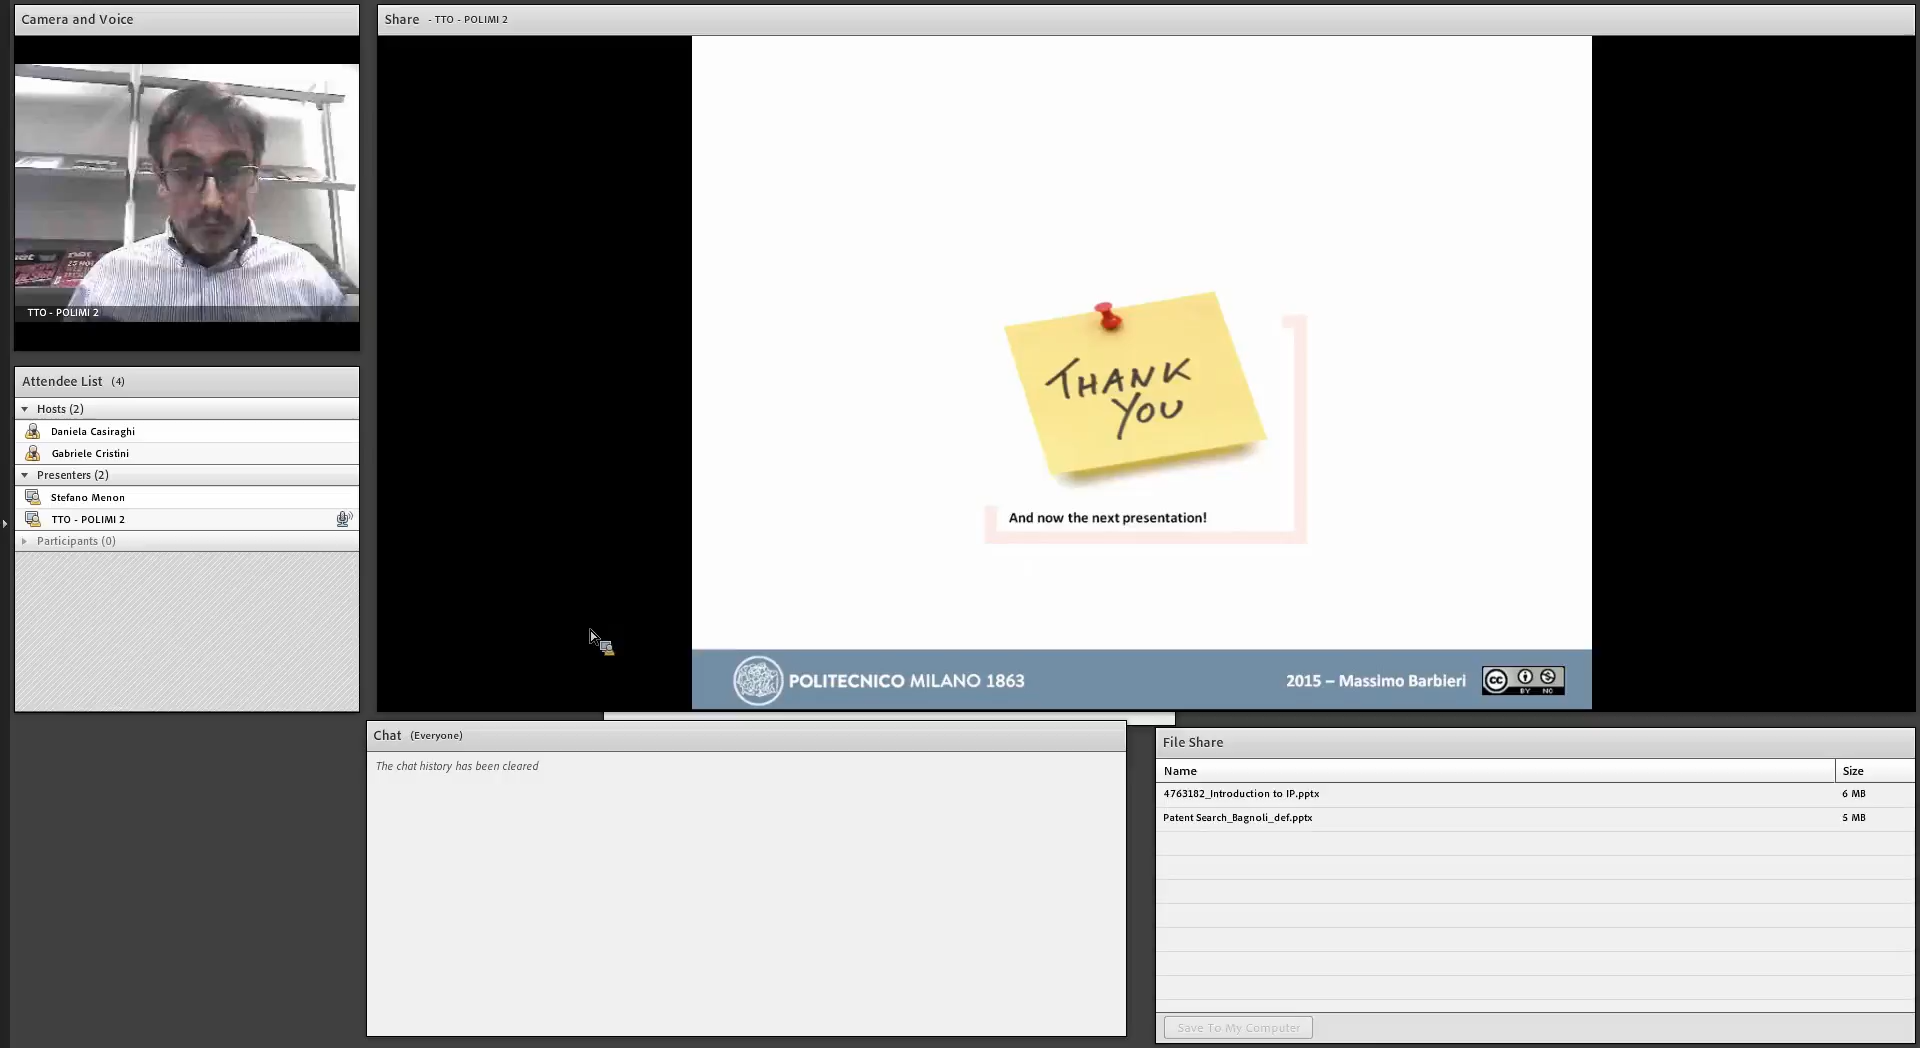 Camera and Voice
TTO - POLIMI 2
Attendee List (4)
Hosts (2)
Daniela Casiraghi
Gabriele Cristini
Presenters (2)
Stefano Menon
TTO - POLIMI 2
Participants (0)
Share - TTO - POLIMI 2
THANK
YOU
And now the next presentation!
POLITECNICO MILANO 1863
2015 – Massimo Barbieri
cc BY NC
Chat (Everyone)
The chat history has been cleared
File Share
Name Size
4763182_Introduction to IP.pptx 6 MB
Patent Search_Bagnoli_def.pptx 5 MB
Save To My Computer